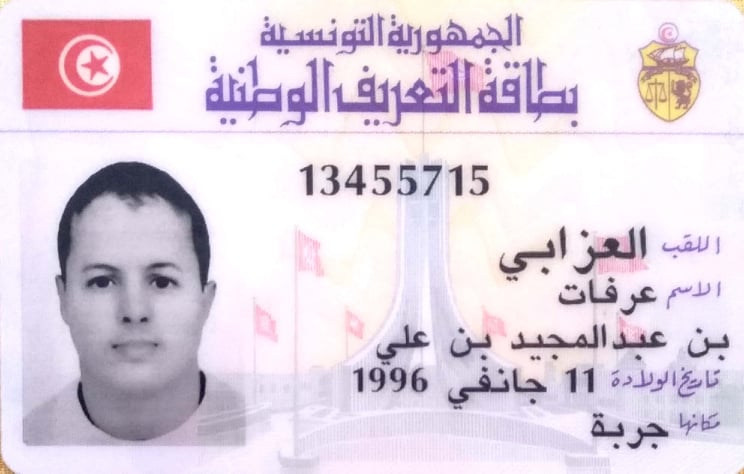 الجمهورية التونسية
بطاقة التعريف الوطنية
13455715
اللقب العزابي
الاسم عرفات
بن عبدالمجيد بن علي
تاريخ الولادة 11 جانفي 1996
مكانها جربة